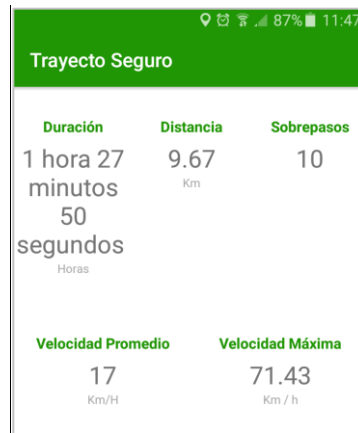 87% 11:47
Trayecto Seguro
Duración Distancia Sobrepasos
1 hora 27 9.67 10
minutos Km
50
segundos
Horas
Velocidad Promedio Velocidad Máxima
17 71.43
Km/H Km / h